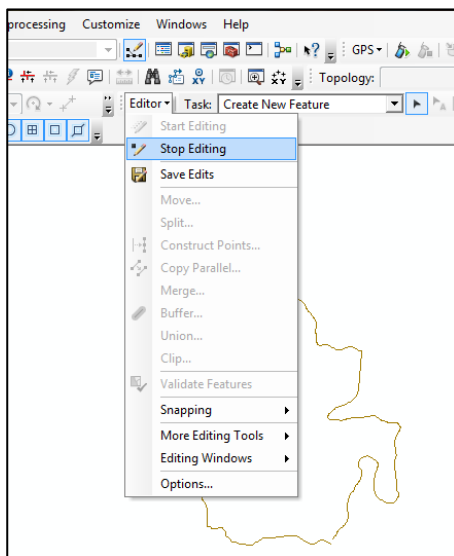 processing Customize Windows Help
GPS
Topology:
Editor Task: Create New Feature
Start Editing
Stop Editing
Save Edits
Move...
Split...
Construct Points...
Copy Parallel...
Merge...
Buffer...
Union...
Clip...
Validate Features
Snapping
More Editing Tools
Editing Windows
Options...